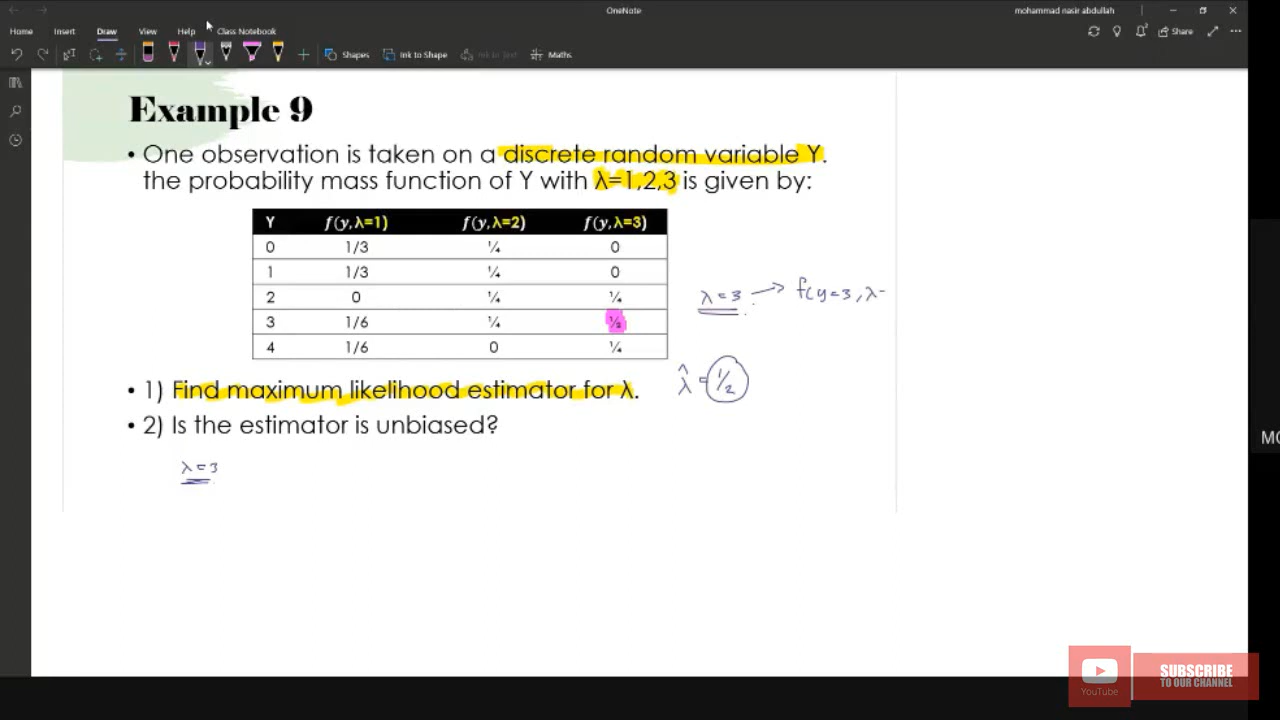 OneNote
mohammad nasir abdullah
Home Insert Draw View Help Class Notebook
Share
Shapes Ink to Shape Ink to Text Maths
Example 9
• One observation is taken on a discrete random variable Y.
the probability mass function of Y with λ=1,2,3 is given by:
Y f(y,λ=1) f(y,λ=2) f(y,λ=3)
0 1/3 ¼ 0
1 1/3 ¼ 0
2 0 ¼ ¼
3 1/6 ¼ ½
4 1/6 0 ¼
λ = 3 → f(y=3, λ=
• 1) Find maximum likelihood estimator for λ.
λ̂ = 1/2
• 2) Is the estimator is unbiased?
λ = 3
MO
YouTube
SUBSCRIBE
TO OUR CHANNEL